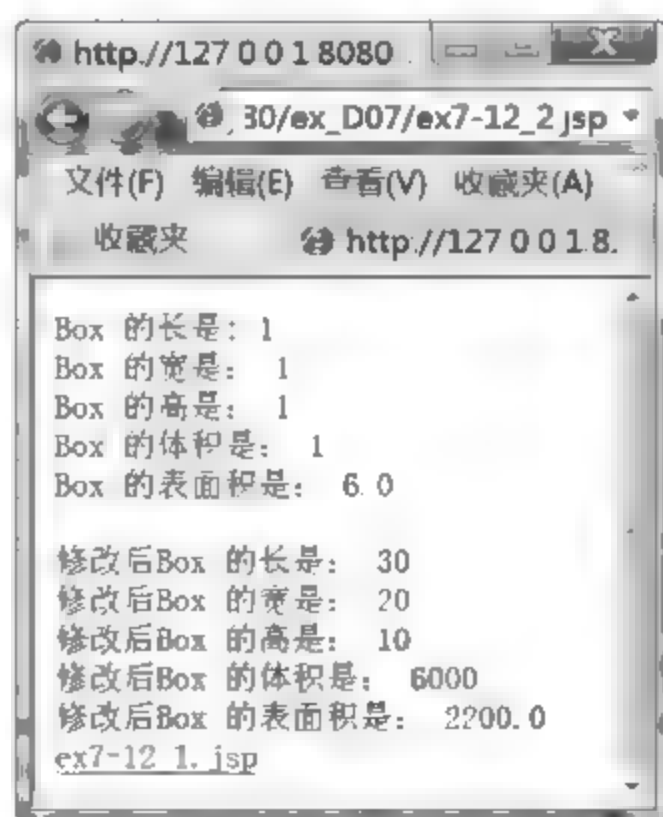 http://127.0.0.1:8080
30/ex_D07/ex7-12_2.jsp
文件(F) 编辑(E) 查看(V) 收藏夹(A)
收藏夹 http://127.0.0.1:8.
Box 的长是: 1
Box 的宽是: 1
Box 的高是: 1
Box 的体积是: 1
Box 的表面积是: 6.0
修改后Box 的长是: 30
修改后Box 的宽是: 20
修改后Box 的高是: 10
修改后Box 的体积是: 6000
修改后Box 的表面积是: 2200.0
ex7-12_1.jsp